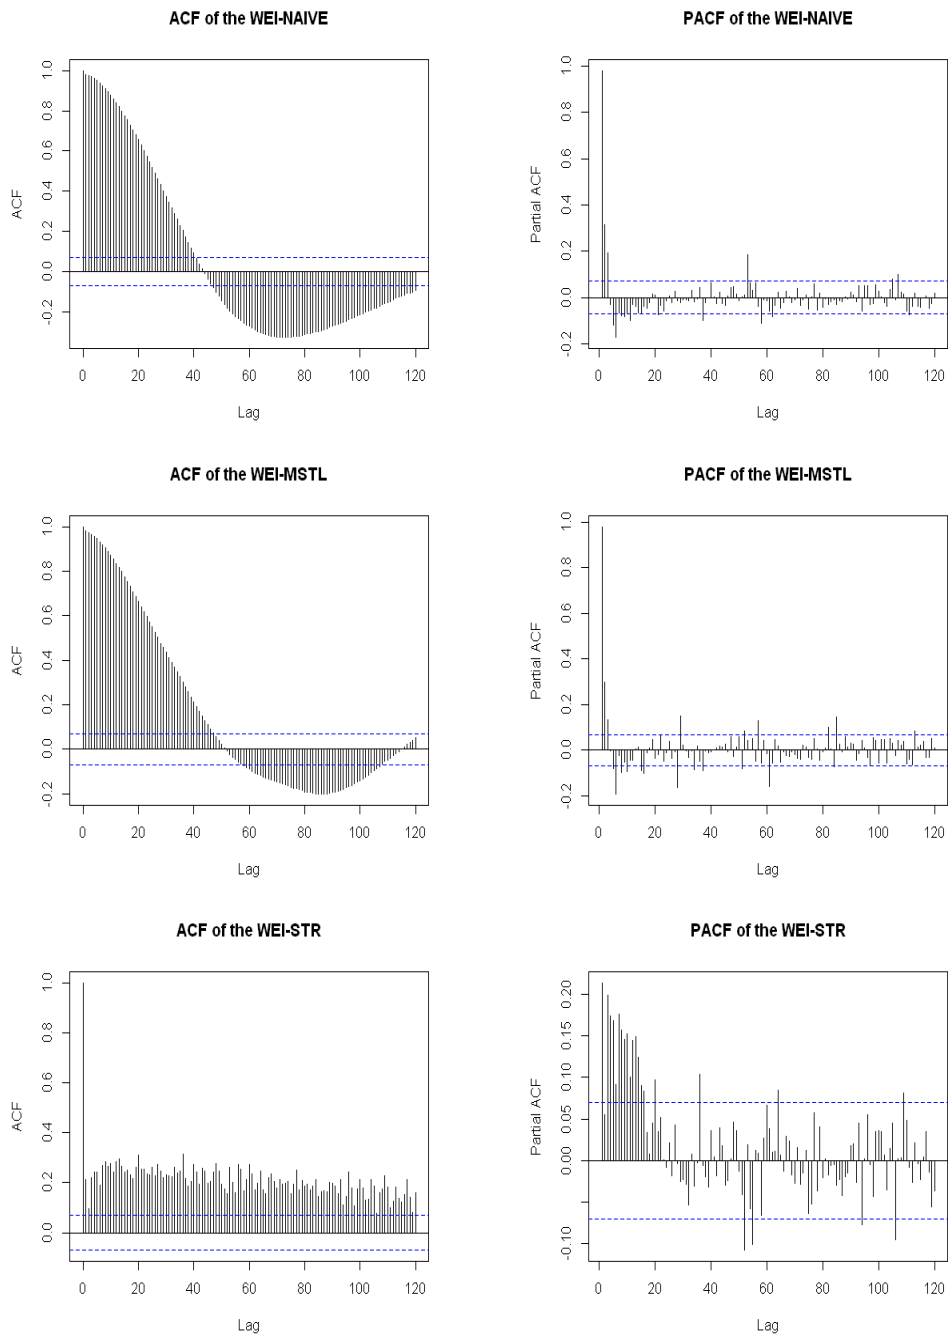 ACF of the WEI-NAIVE
PACF of the WEI-NAIVE
ACF
1.0
0.8
0.6
0.4
0.2
0.0
-0.2
0 20 40 60 80 100 120
Lag
Partial ACF
1.0
0.8
0.6
0.4
0.2
0.0
-0.2
0 20 40 60 80 100 120
Lag
ACF of the WEI-MSTL
PACF of the WEI-MSTL
ACF
1.0
0.8
0.6
0.4
0.2
0.0
-0.2
0 20 40 60 80 100 120
Lag
Partial ACF
1.0
0.8
0.6
0.4
0.2
0.0
-0.2
0 20 40 60 80 100 120
Lag
ACF of the WEI-STR
PACF of the WEI-STR
ACF
1.0
0.8
0.6
0.4
0.2
0.0
0 20 40 60 80 100 120
Lag
Partial ACF
0.20
0.15
0.10
0.05
0.00
-0.10
0 20 40 60 80 100 120
Lag